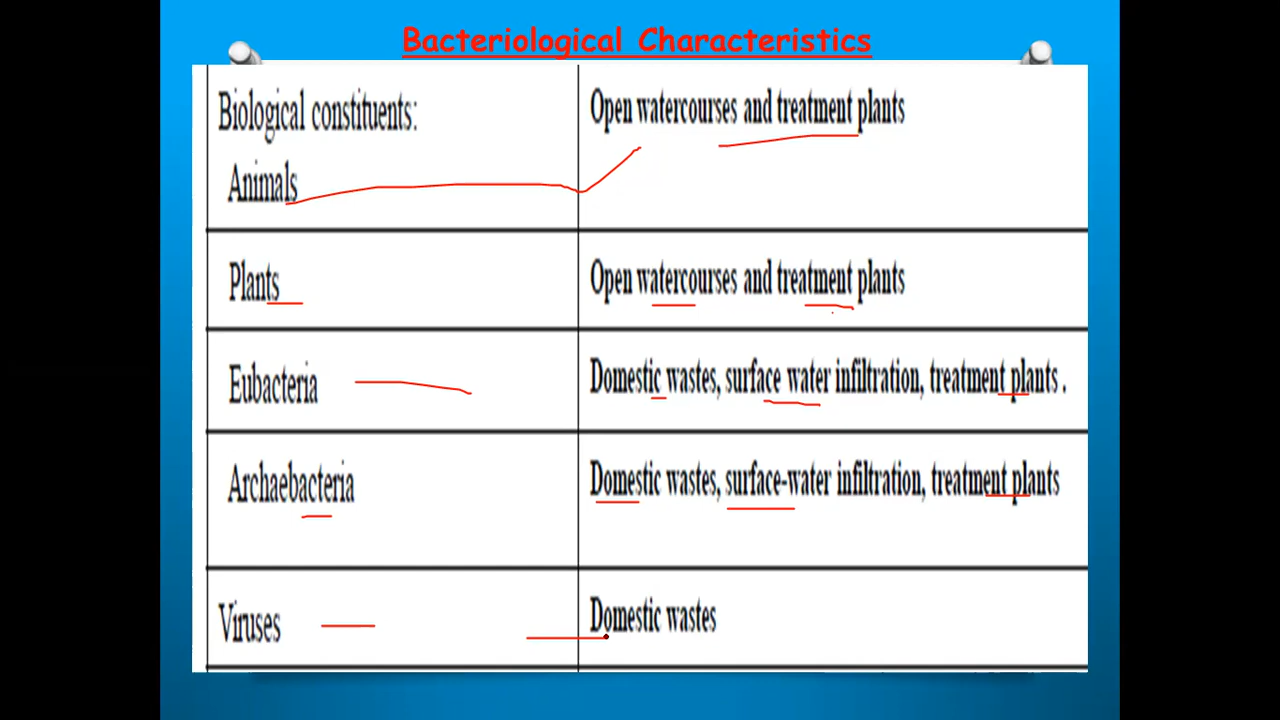 Bacteriological Characteristics
Biological constituents:
Animals
Open watercourses and treatment plants
Plants
Open watercourses and treatment plants
Eubacteria
Domestic wastes, surface water infiltration, treatment plants .
Archaebacteria
Domestic wastes, surface-water infiltration, treatment plants
Viruses
Domestic wastes